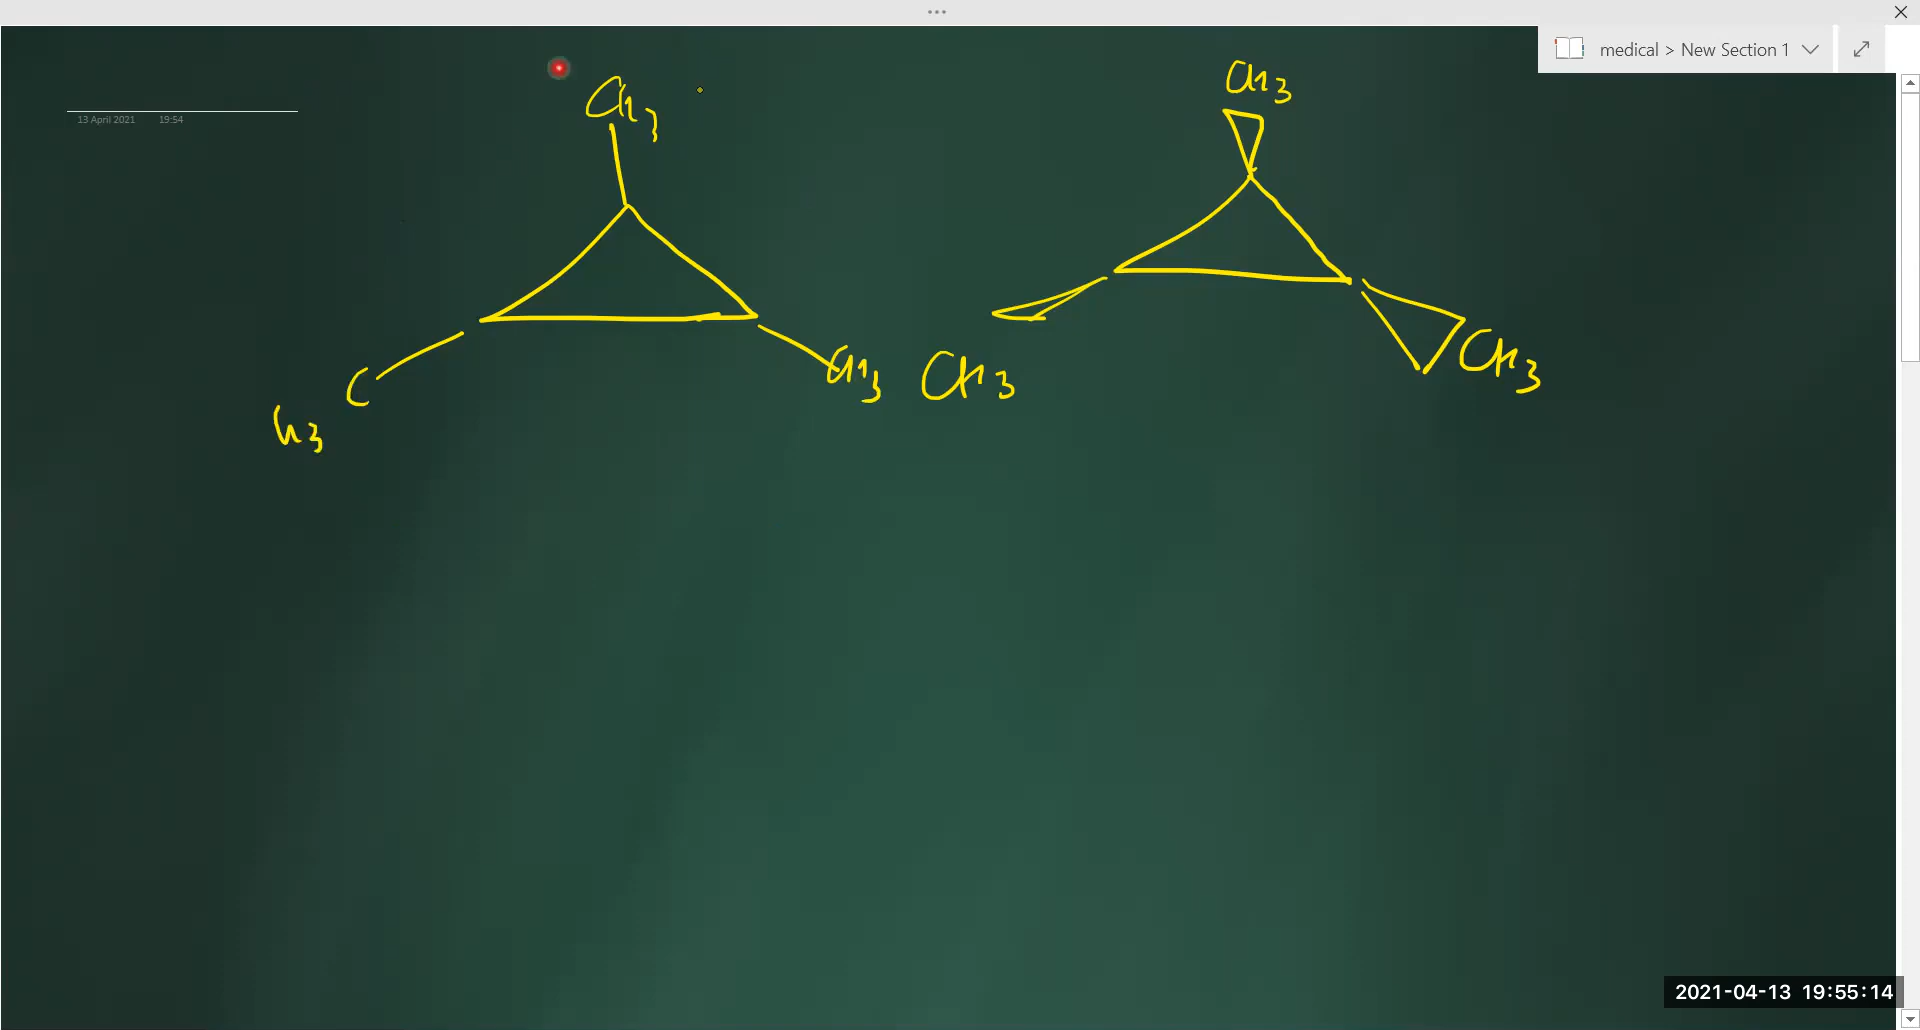 medical > New Section 1
CH3
CH3
13 April 2021 19:54
CH3
CH3
CH3
C
H3
2021-04-13 19:55:14